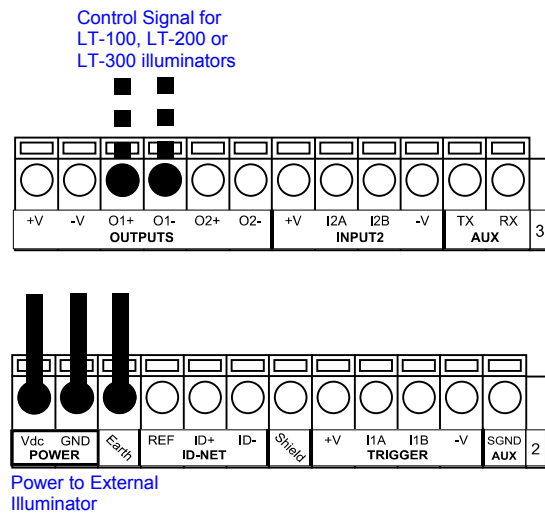 Control Signal for
LT-100, LT-200 or
LT-300 illuminators
+V -V O1+ O1- O2+ O2- +V I2A I2B -V TX RX
OUTPUTS INPUT2 AUX 3
Vdc GND Earth REF ID+ ID- Shield +V I1A I1B -V SGND
POWER ID-NET TRIGGER AUX 2
Power to External
Illuminator